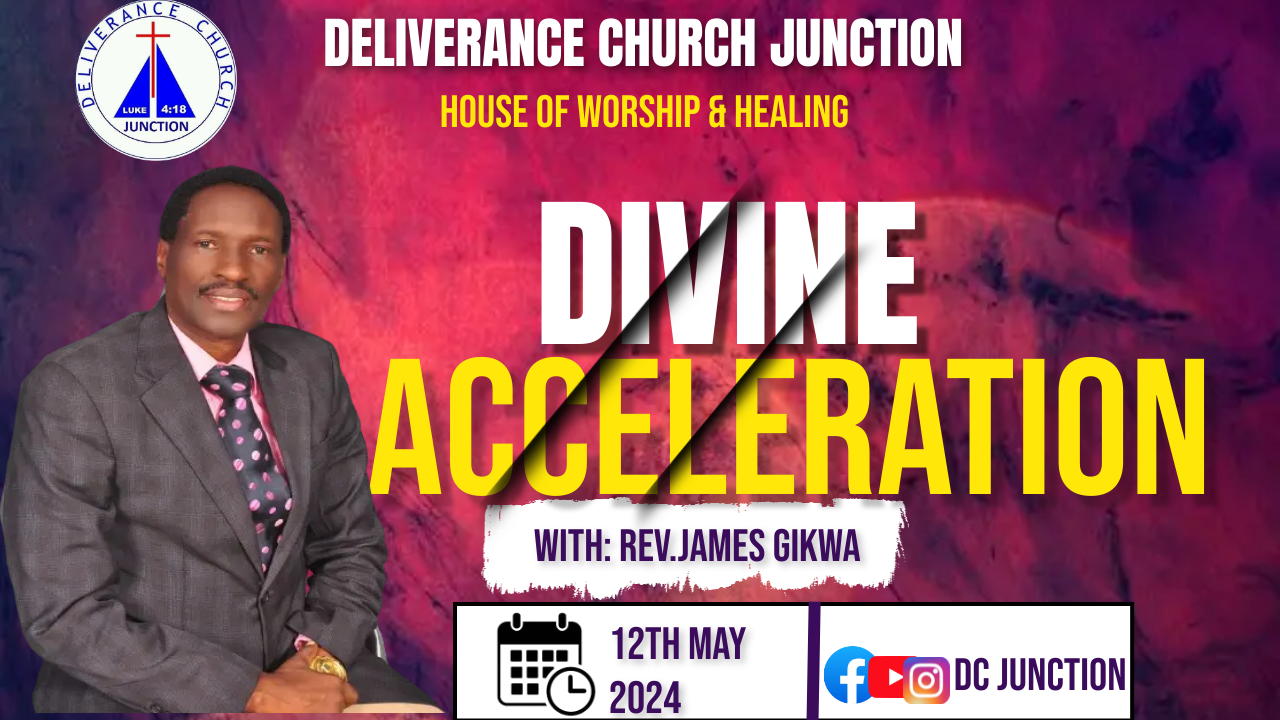 DELIVERANCE CHURCH
LUKE 4:18
JUNCTION
DELIVERANCE CHURCH JUNCTION
HOUSE OF WORSHIP & HEALING
DIVINE
ACCELERATION
WITH: REV.JAMES GIKWA
12TH MAY
2024
DC JUNCTION